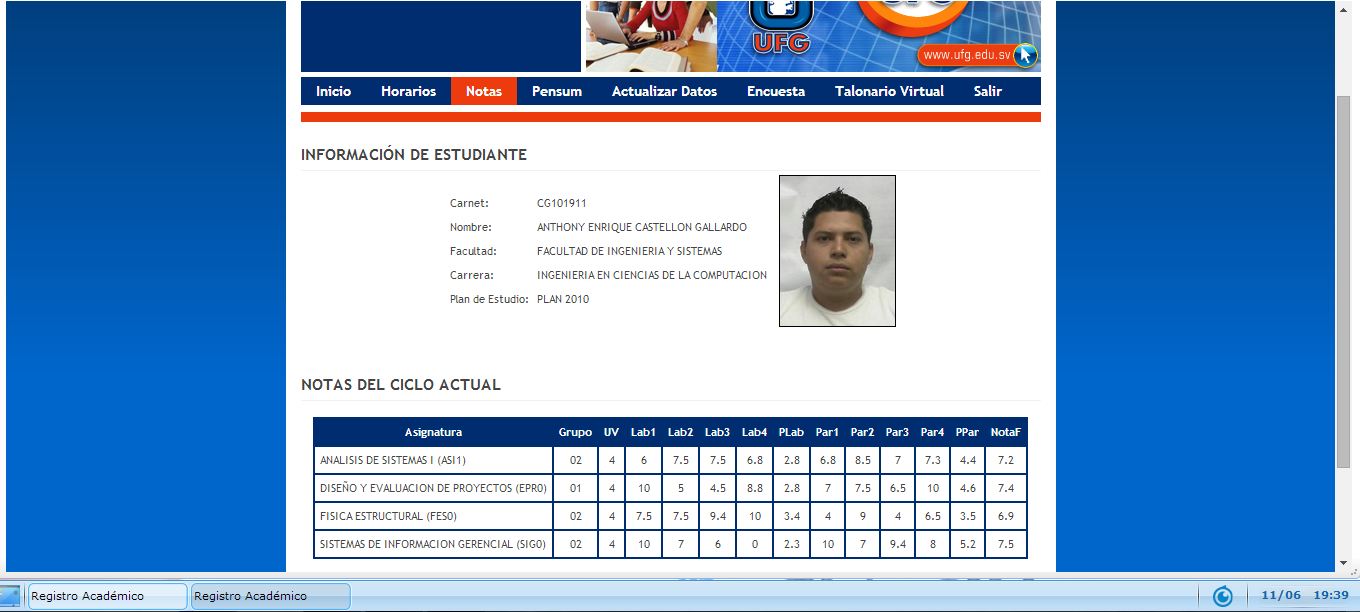 UFG
www.ufg.edu.sv
Inicio Horarios Notas Pensum Actualizar Datos Encuesta Talonario Virtual Salir
INFORMACIÓN DE ESTUDIANTE
Carnet: CG101911
Nombre: ANTHONY ENRIQUE CASTELLON GALLARDO
Facultad: FACULTAD DE INGENIERIA Y SISTEMAS
Carrera: INGENIERIA EN CIENCIAS DE LA COMPUTACION
Plan de Estudio: PLAN 2010
NOTAS DEL CICLO ACTUAL
Asignatura Grupo UV Lab1 Lab2 Lab3 Lab4 PLab Par1 Par2 Par3 Par4 PPar NotaF
ANALISIS DE SISTEMAS I (ASI1) 02 4 6 7.5 7.5 6.8 2.8 6.8 8.5 7 7.3 4.4 7.2
DISEÑO Y EVALUACION DE PROYECTOS (EPR0) 01 4 10 5 4.5 8.8 2.8 7 7.5 6.5 10 4.6 7.4
FISICA ESTRUCTURAL (FES0) 02 4 7.5 7.5 9.4 10 3.4 4 9 4 6.5 3.5 6.9
SISTEMAS DE INFORMACION GERENCIAL (SIG0) 02 4 10 7 6 0 2.3 10 7 9.4 8 5.2 7.5
Registro Académico Registro Académico 11/06 19:39